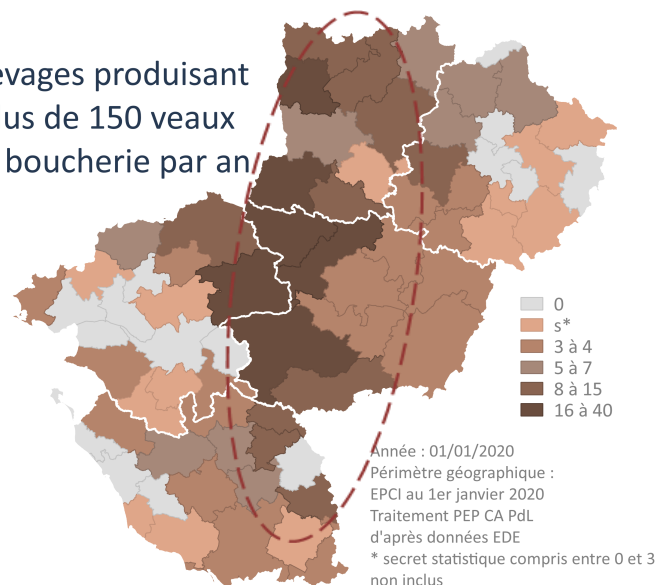 evages produisant
lus de 150 veaux
boucherie par an
0
s*
3 à 4
5 à 7
8 à 15
16 à 40
Année : 01/01/2020
Périmètre géographique :
EPCI au 1er janvier 2020
Traitement PEP CA PdL
d'après données EDE
* secret statistique compris entre 0 et 3
non inclus